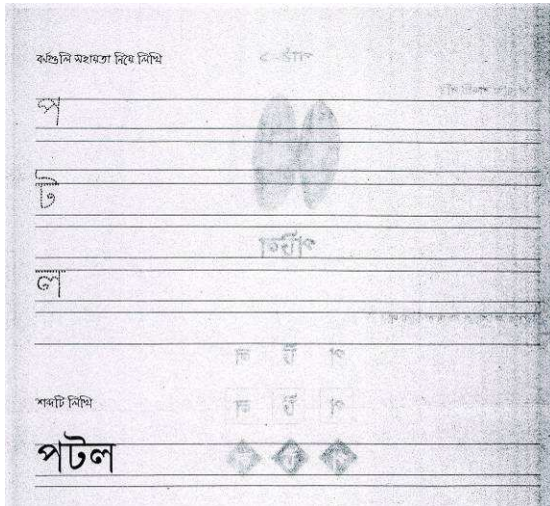 বর্ণগুলি সহায়তা নিয়ে লিখি
প
ট
ল
শব্দটি লিখি
পটল